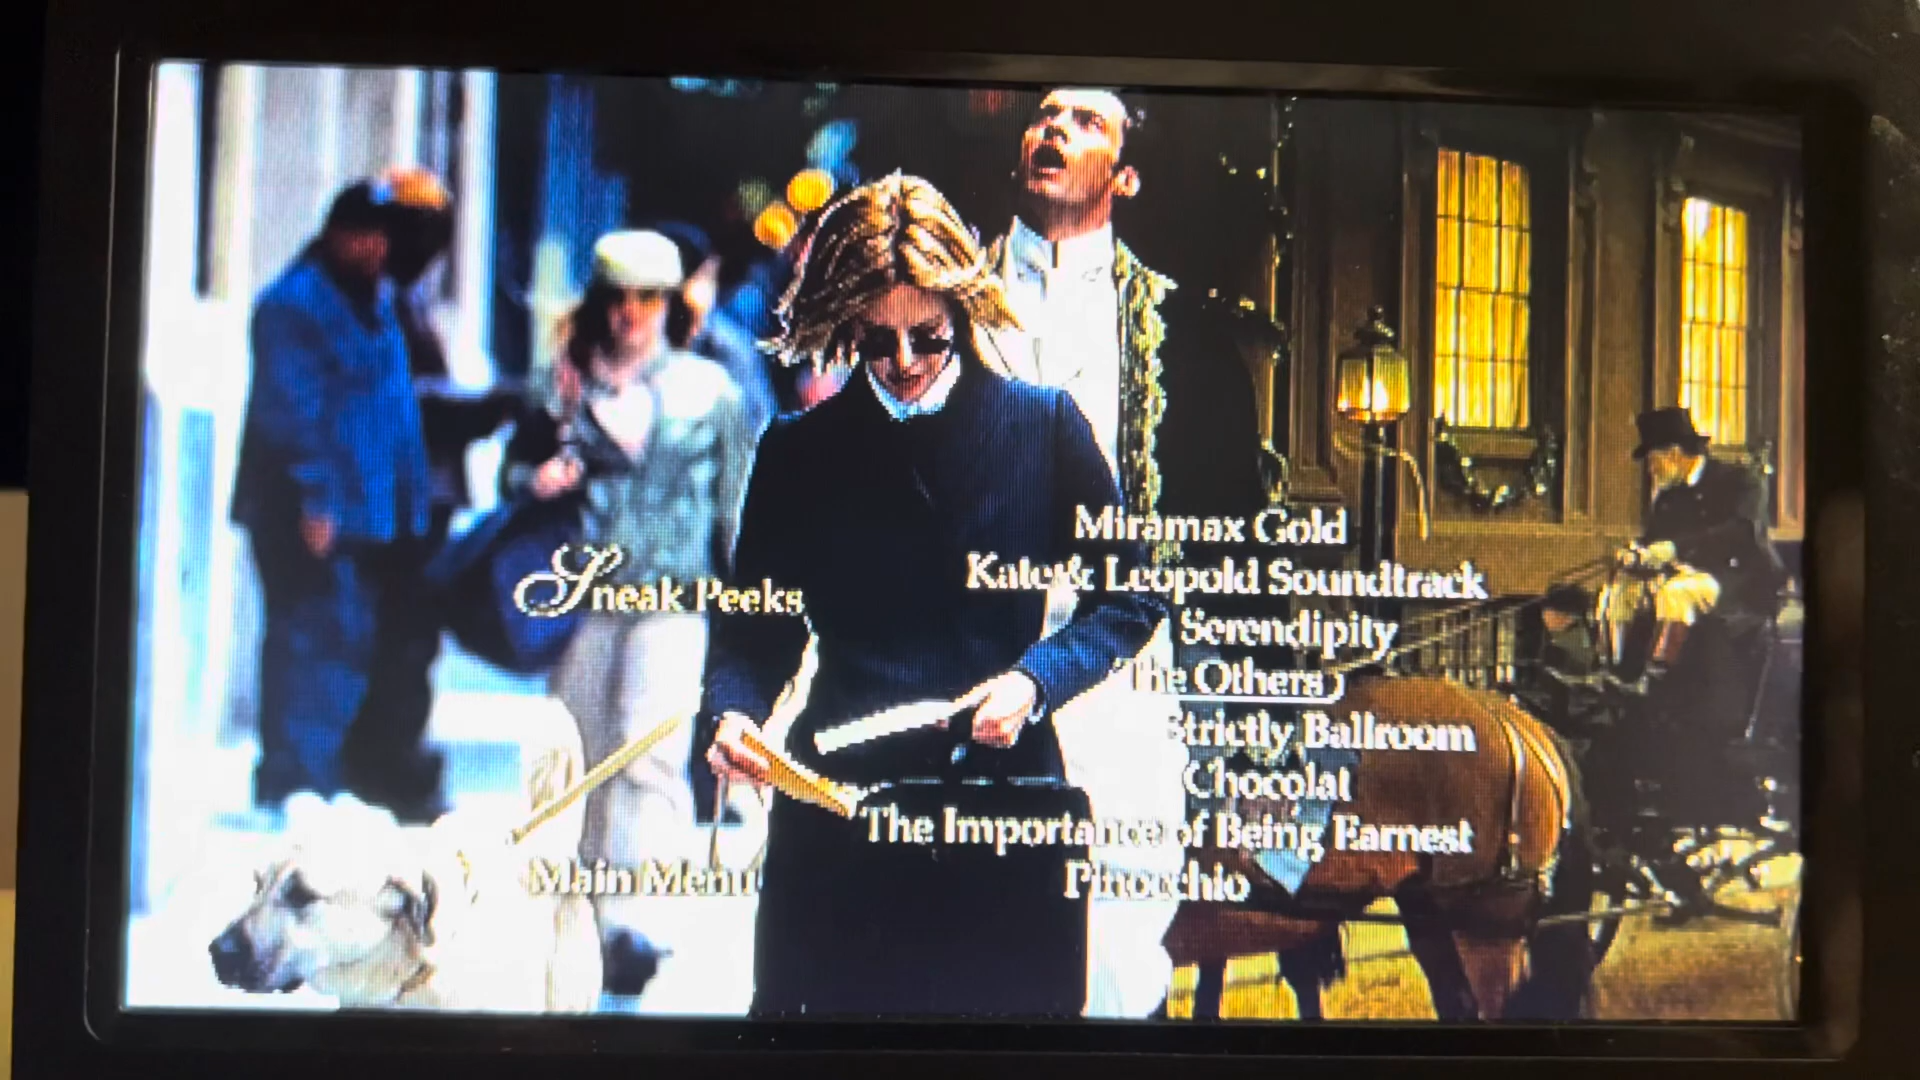 Sneak Peeks
Miramax Gold
Kate & Leopold Soundtrack
Serendipity
The Others
Strictly Ballroom
Chocolat
The Importance of Being Earnest
Pinocchio
Main Menu